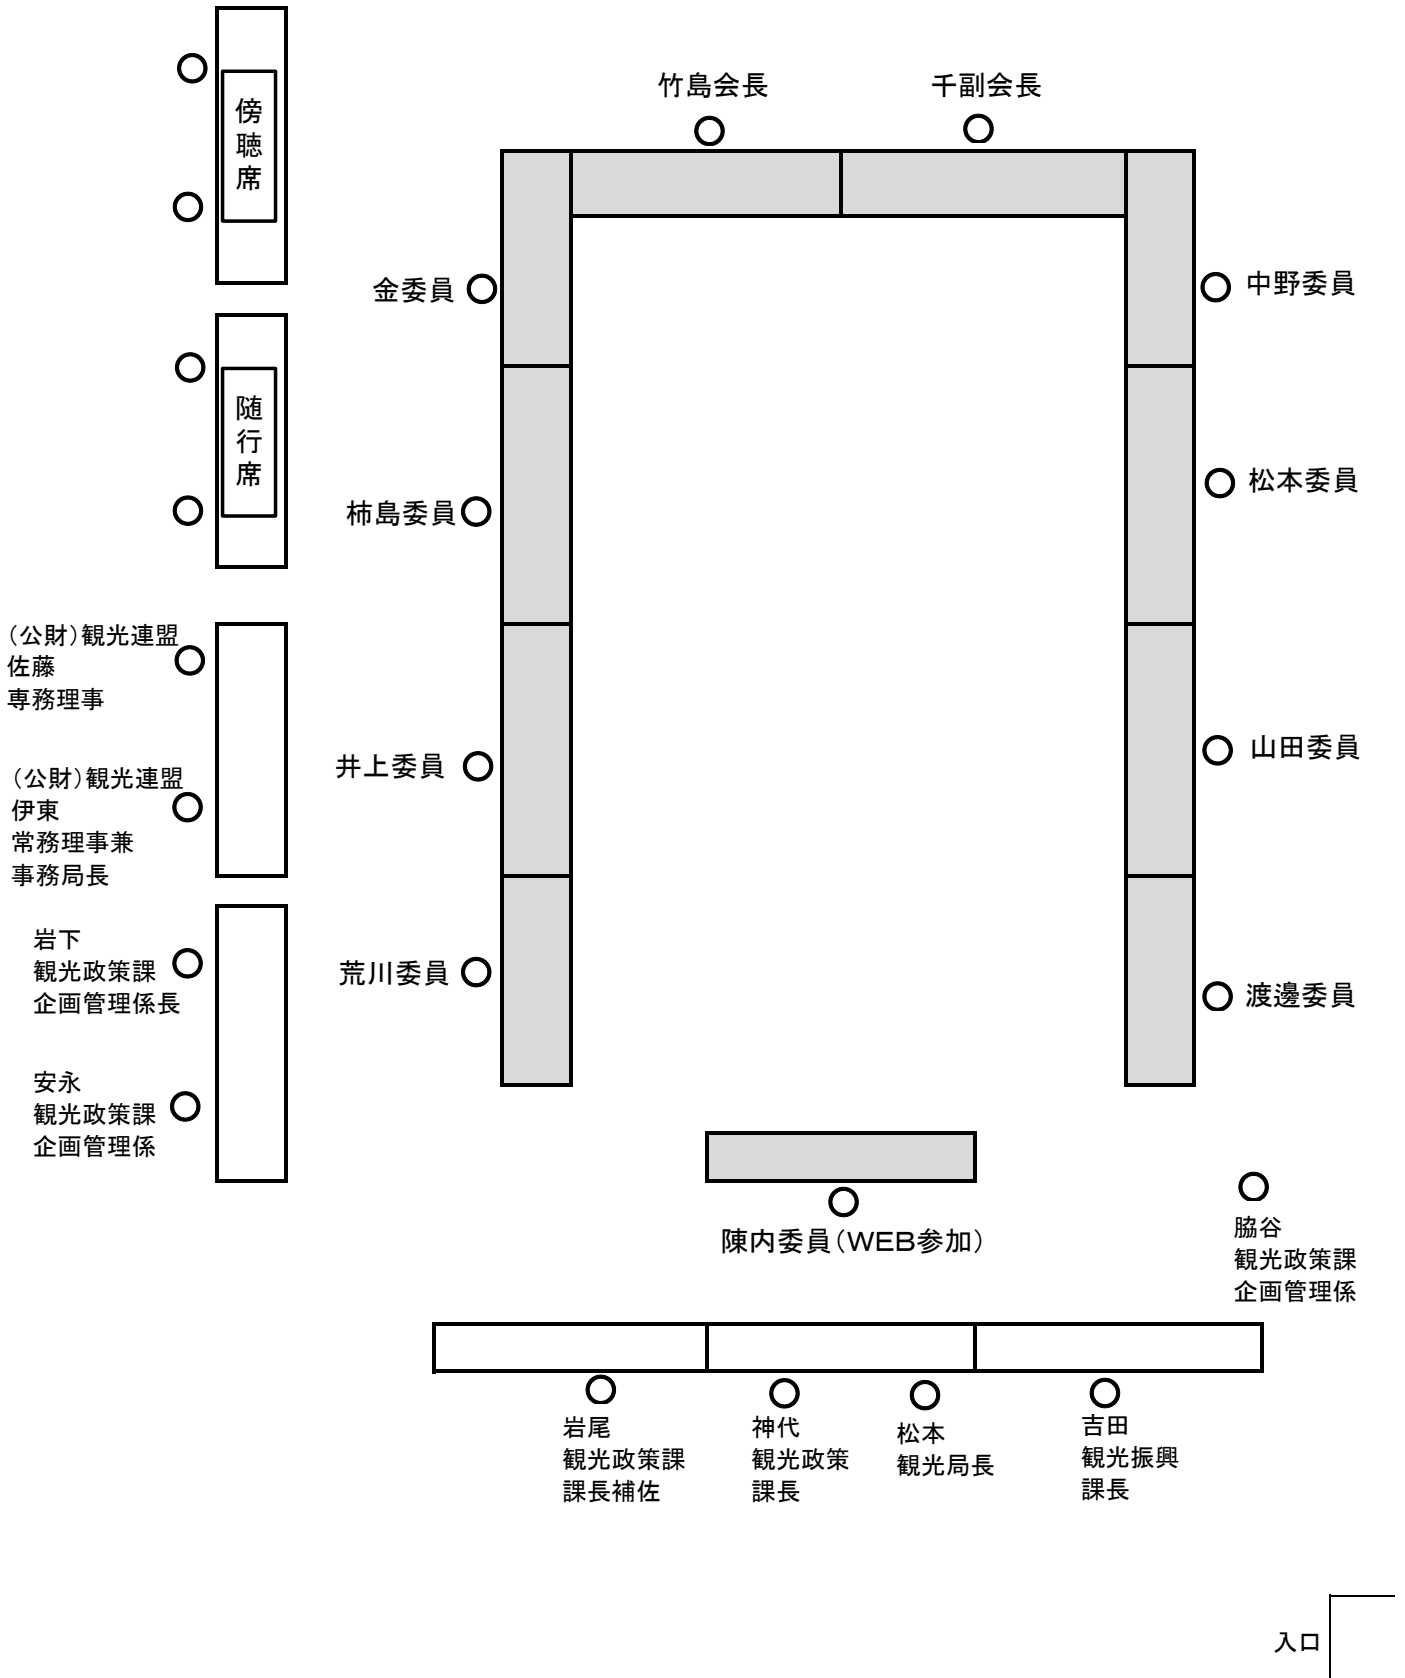 竹島会長
千副会長
傍聴席
金委員
中野委員
随行席
柿島委員
松本委員
(公財)観光連盟
佐藤
専務理事
井上委員
山田委員
(公財)観光連盟
伊東
常務理事兼
事務局長
岩下
観光政策課
企画管理係長
荒川委員
渡邊委員
安永
観光政策課
企画管理係
陳内委員(WEB参加)
脇谷
観光政策課
企画管理係
岩尾
観光政策課
課長補佐
神代
観光政策
課長
松本
観光局長
吉田
観光振興
課長
入口